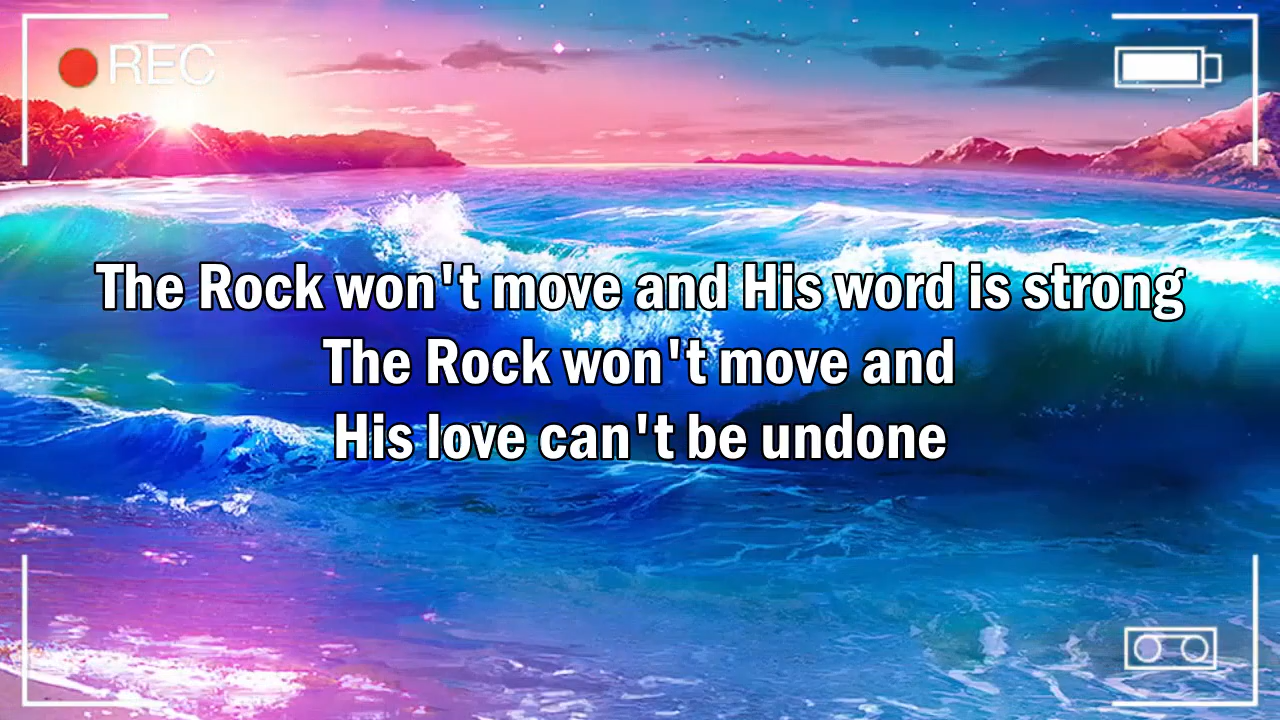 REC
The Rock won't move and His word is strong
The Rock won't move and
His love can't be undone